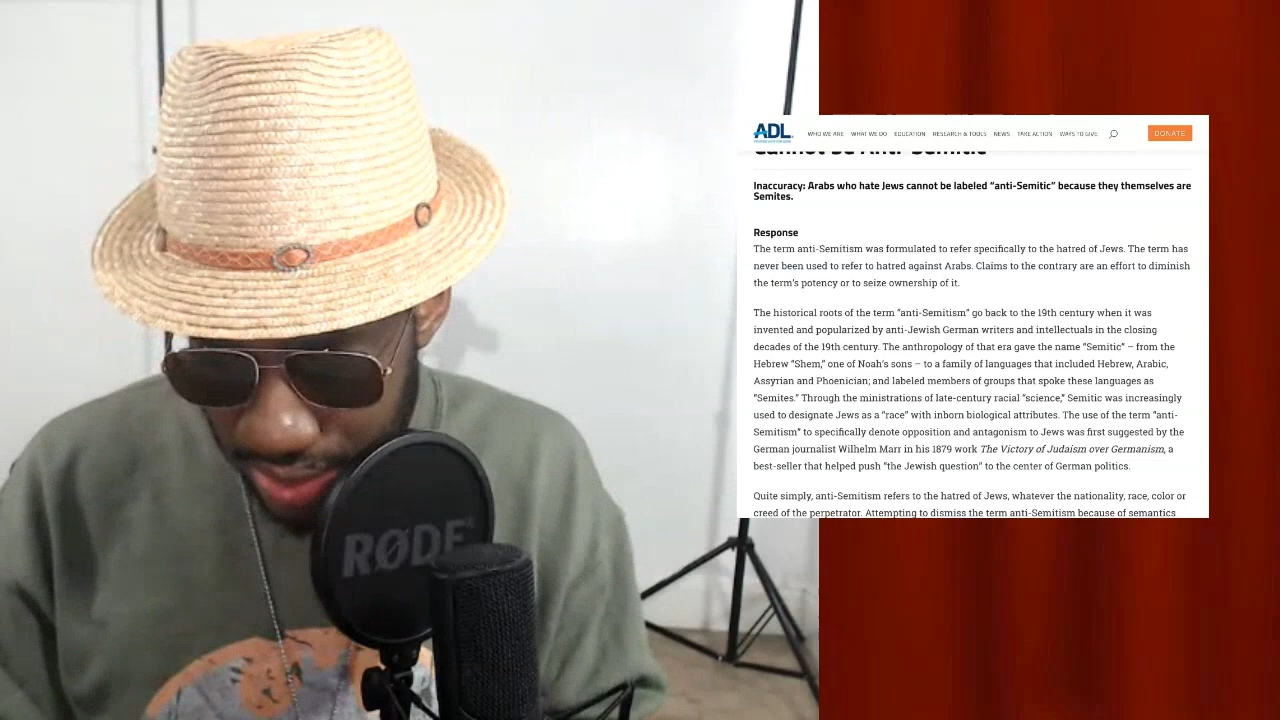 RØDE
ADL
WHO WE ARE WHAT WE DO EDUCATION RESEARCH & TOOLS NEWS TAKE ACTION WAYS TO GIVE
DONATE
Cannot Be Anti-Semitic
Inaccuracy: Arabs who hate Jews cannot be labeled “anti-Semitic” because they themselves are
Semites.
Response
The term anti-Semitism was formulated to refer specifically to the hatred of Jews. The term has
never been used to refer to hatred against Arabs. Claims to the contrary are an effort to diminish
the term's potency or to seize ownership of it.
The historical roots of the term “anti-Semitism” go back to the 19th century when it was
invented and popularized by anti-Jewish German writers and intellectuals in the closing
decades of the 19th century. The anthropology of that era gave the name “Semitic” – from the
Hebrew “Shem,” one of Noah's sons – to a family of languages that included Hebrew, Arabic,
Assyrian and Phoenician; and labeled members of groups that spoke these languages as
“Semites.” Through the ministrations of late-century racial “science,” Semitic was increasingly
used to designate Jews as a “race” with inborn biological attributes. The use of the term “anti-
Semitism” to specifically denote opposition and antagonism to Jews was first suggested by the
German journalist Wilhelm Marr in his 1879 work The Victory of Judaism over Germanism, a
best-seller that helped push “the Jewish question” to the center of German politics.
Quite simply, anti-Semitism refers to the hatred of Jews, whatever the nationality, race, color or
creed of the perpetrator. Attempting to dismiss the term anti-Semitism because of semantics